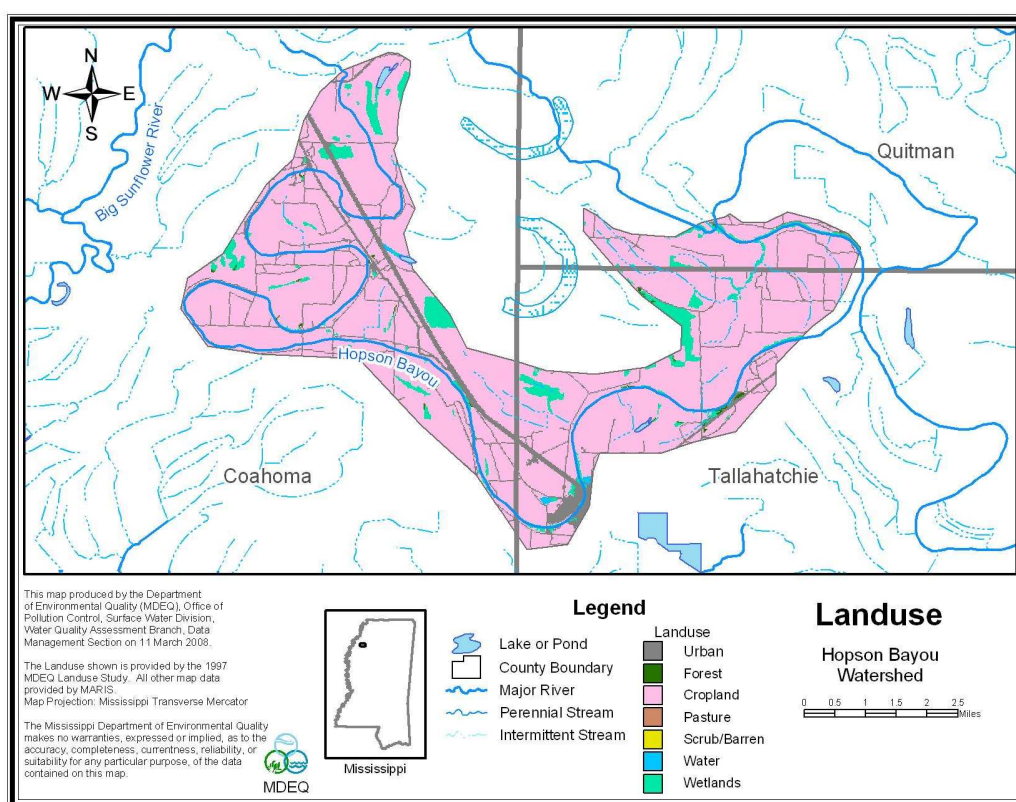 N
W E
S
Big Sunflower River
Quitman
Hopson Bayou
Coahoma
Tallahatchie
This map produced by the Department
of Environmental Quality (MDEQ), Office of
Pollution Control, Surface Water Division,
Water Quality Assessment Branch, Data
Management Section on 11 March 2008.
The Landuse shown is provided by the 1997
MDEQ Landuse Study. All other map data
provided by MARIS.
Map Projection: Mississippi Transverse Mercator
The Mississippi Department of Environmental Quality
makes no warranties, expressed or implied, as to the
accuracy, completeness, currentness, reliability, or
suitability for any particular purpose, of the data
contained on this map.
MDEQ
Mississippi
Legend
Lake or Pond
County Boundary
Major River
Perennial Stream
Intermittent Stream
Landuse
Urban
Forest
Cropland
Pasture
Scrub/Barren
Water
Wetlands
Landuse
Hopson Bayou
Watershed
0 0.5 1 1.5 2 2.5
Miles